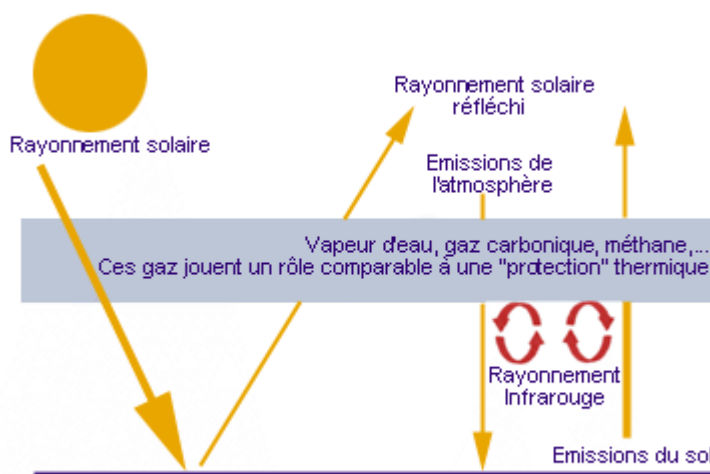 Rayonnement solaire
réfléchi
Rayonnement solaire
Emissions de
l'atmosphère
Vapeur d'eau, gaz carbonique, méthane,...
Ces gaz jouent un rôle comparable à une "protection" thermique
Rayonnement
Infrarouge
Emissions du sol